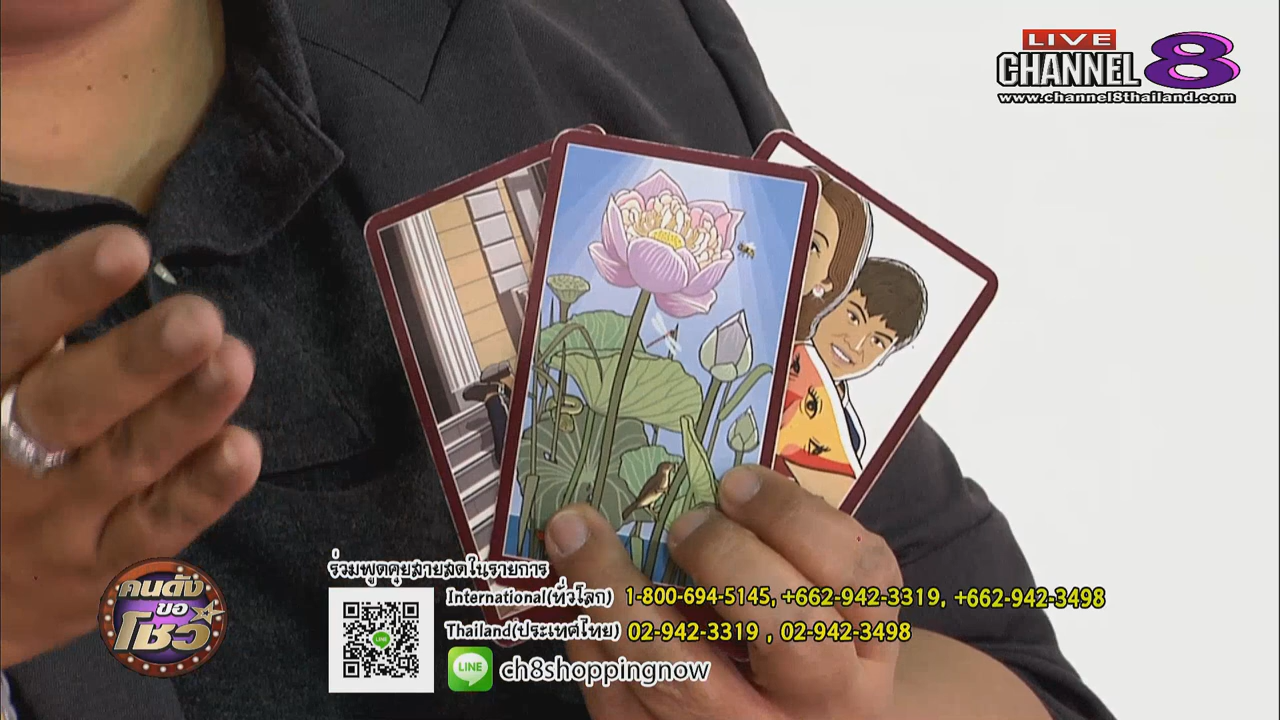 LIVE
CHANNEL 8
www.channel8thailand.com
ร่วมพูดคุยสายสดในรายการ
International(ทั่วโลก) 1-800-694-5145, +662-942-3319, +662-942-3498
Thailand(ประเทศไทย) 02-942-3319 , 02-942-3498
LINE ch8shoppingnow
คนดัง
ขอ
โชว์